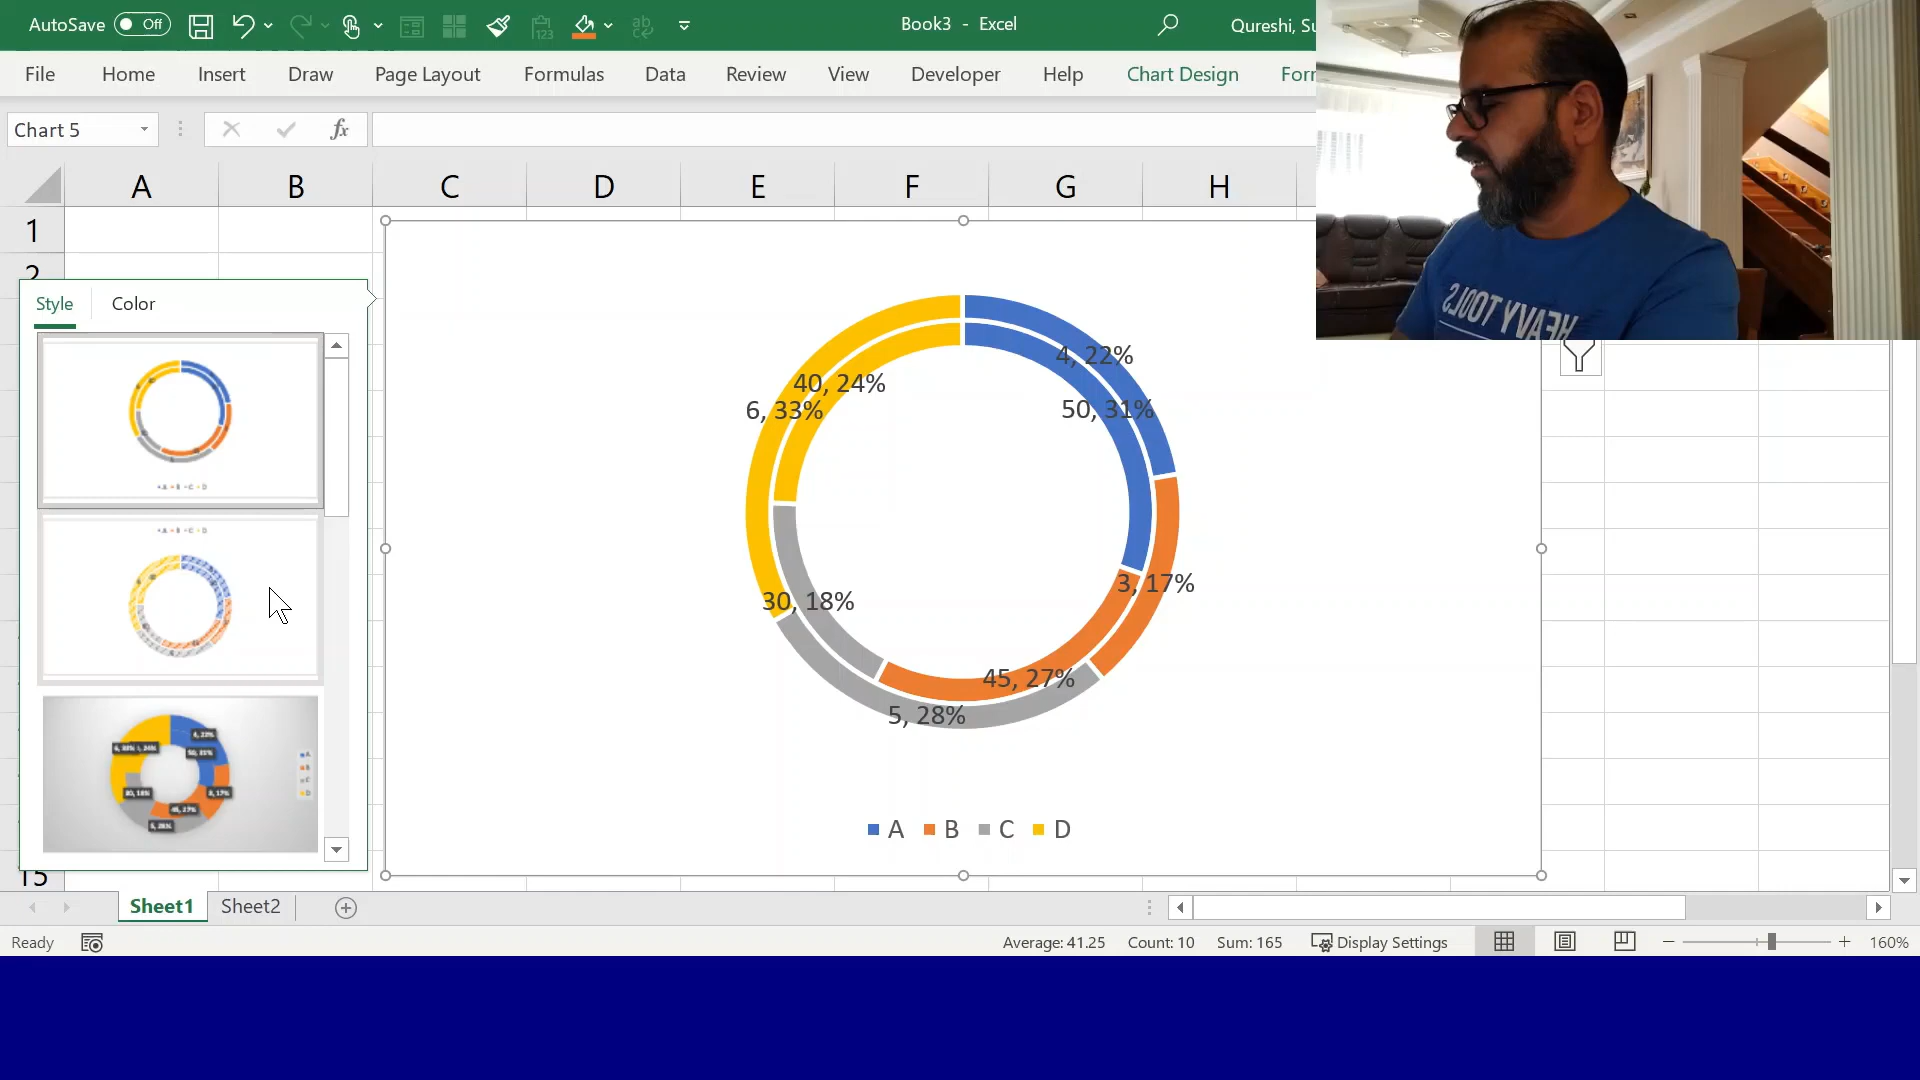 AutoSave Off
Book3 - Excel
Qureshi, Su
File Home Insert Draw Page Layout Formulas Data Review View Developer Help Chart Design Forr
Chart 5
fx
A B C D E F G H
1
2
Style Color
4, 22%
40, 24%
6, 33%
50, 31%
3, 17%
30, 18%
45, 27%
5, 28%
A B C D
15
Sheet1 Sheet2
Ready
Average: 41.25 Count: 10 Sum: 165 Display Settings 160%
HEAVY TOOLS